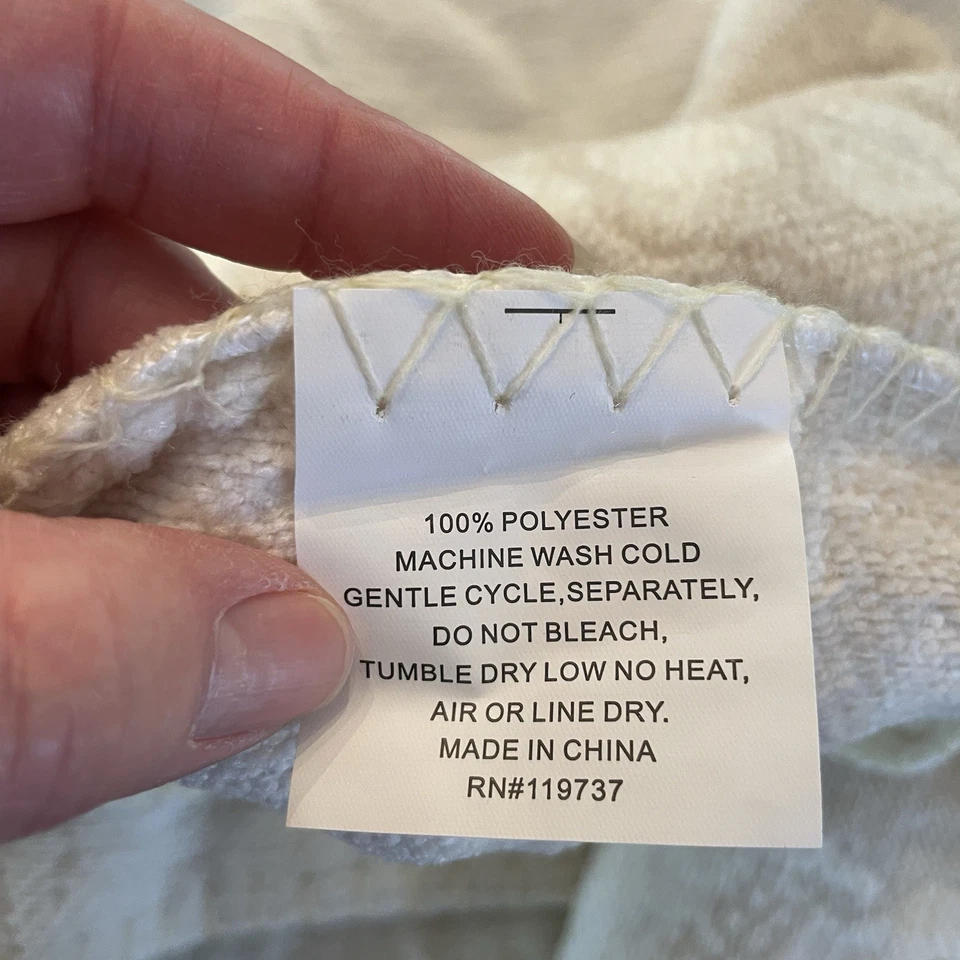 100% POLYESTER
MACHINE WASH COLD
GENTLE CYCLE,SEPARATELY,
DO NOT BLEACH,
TUMBLE DRY LOW NO HEAT,
AIR OR LINE DRY.
MADE IN CHINA
RN#119737